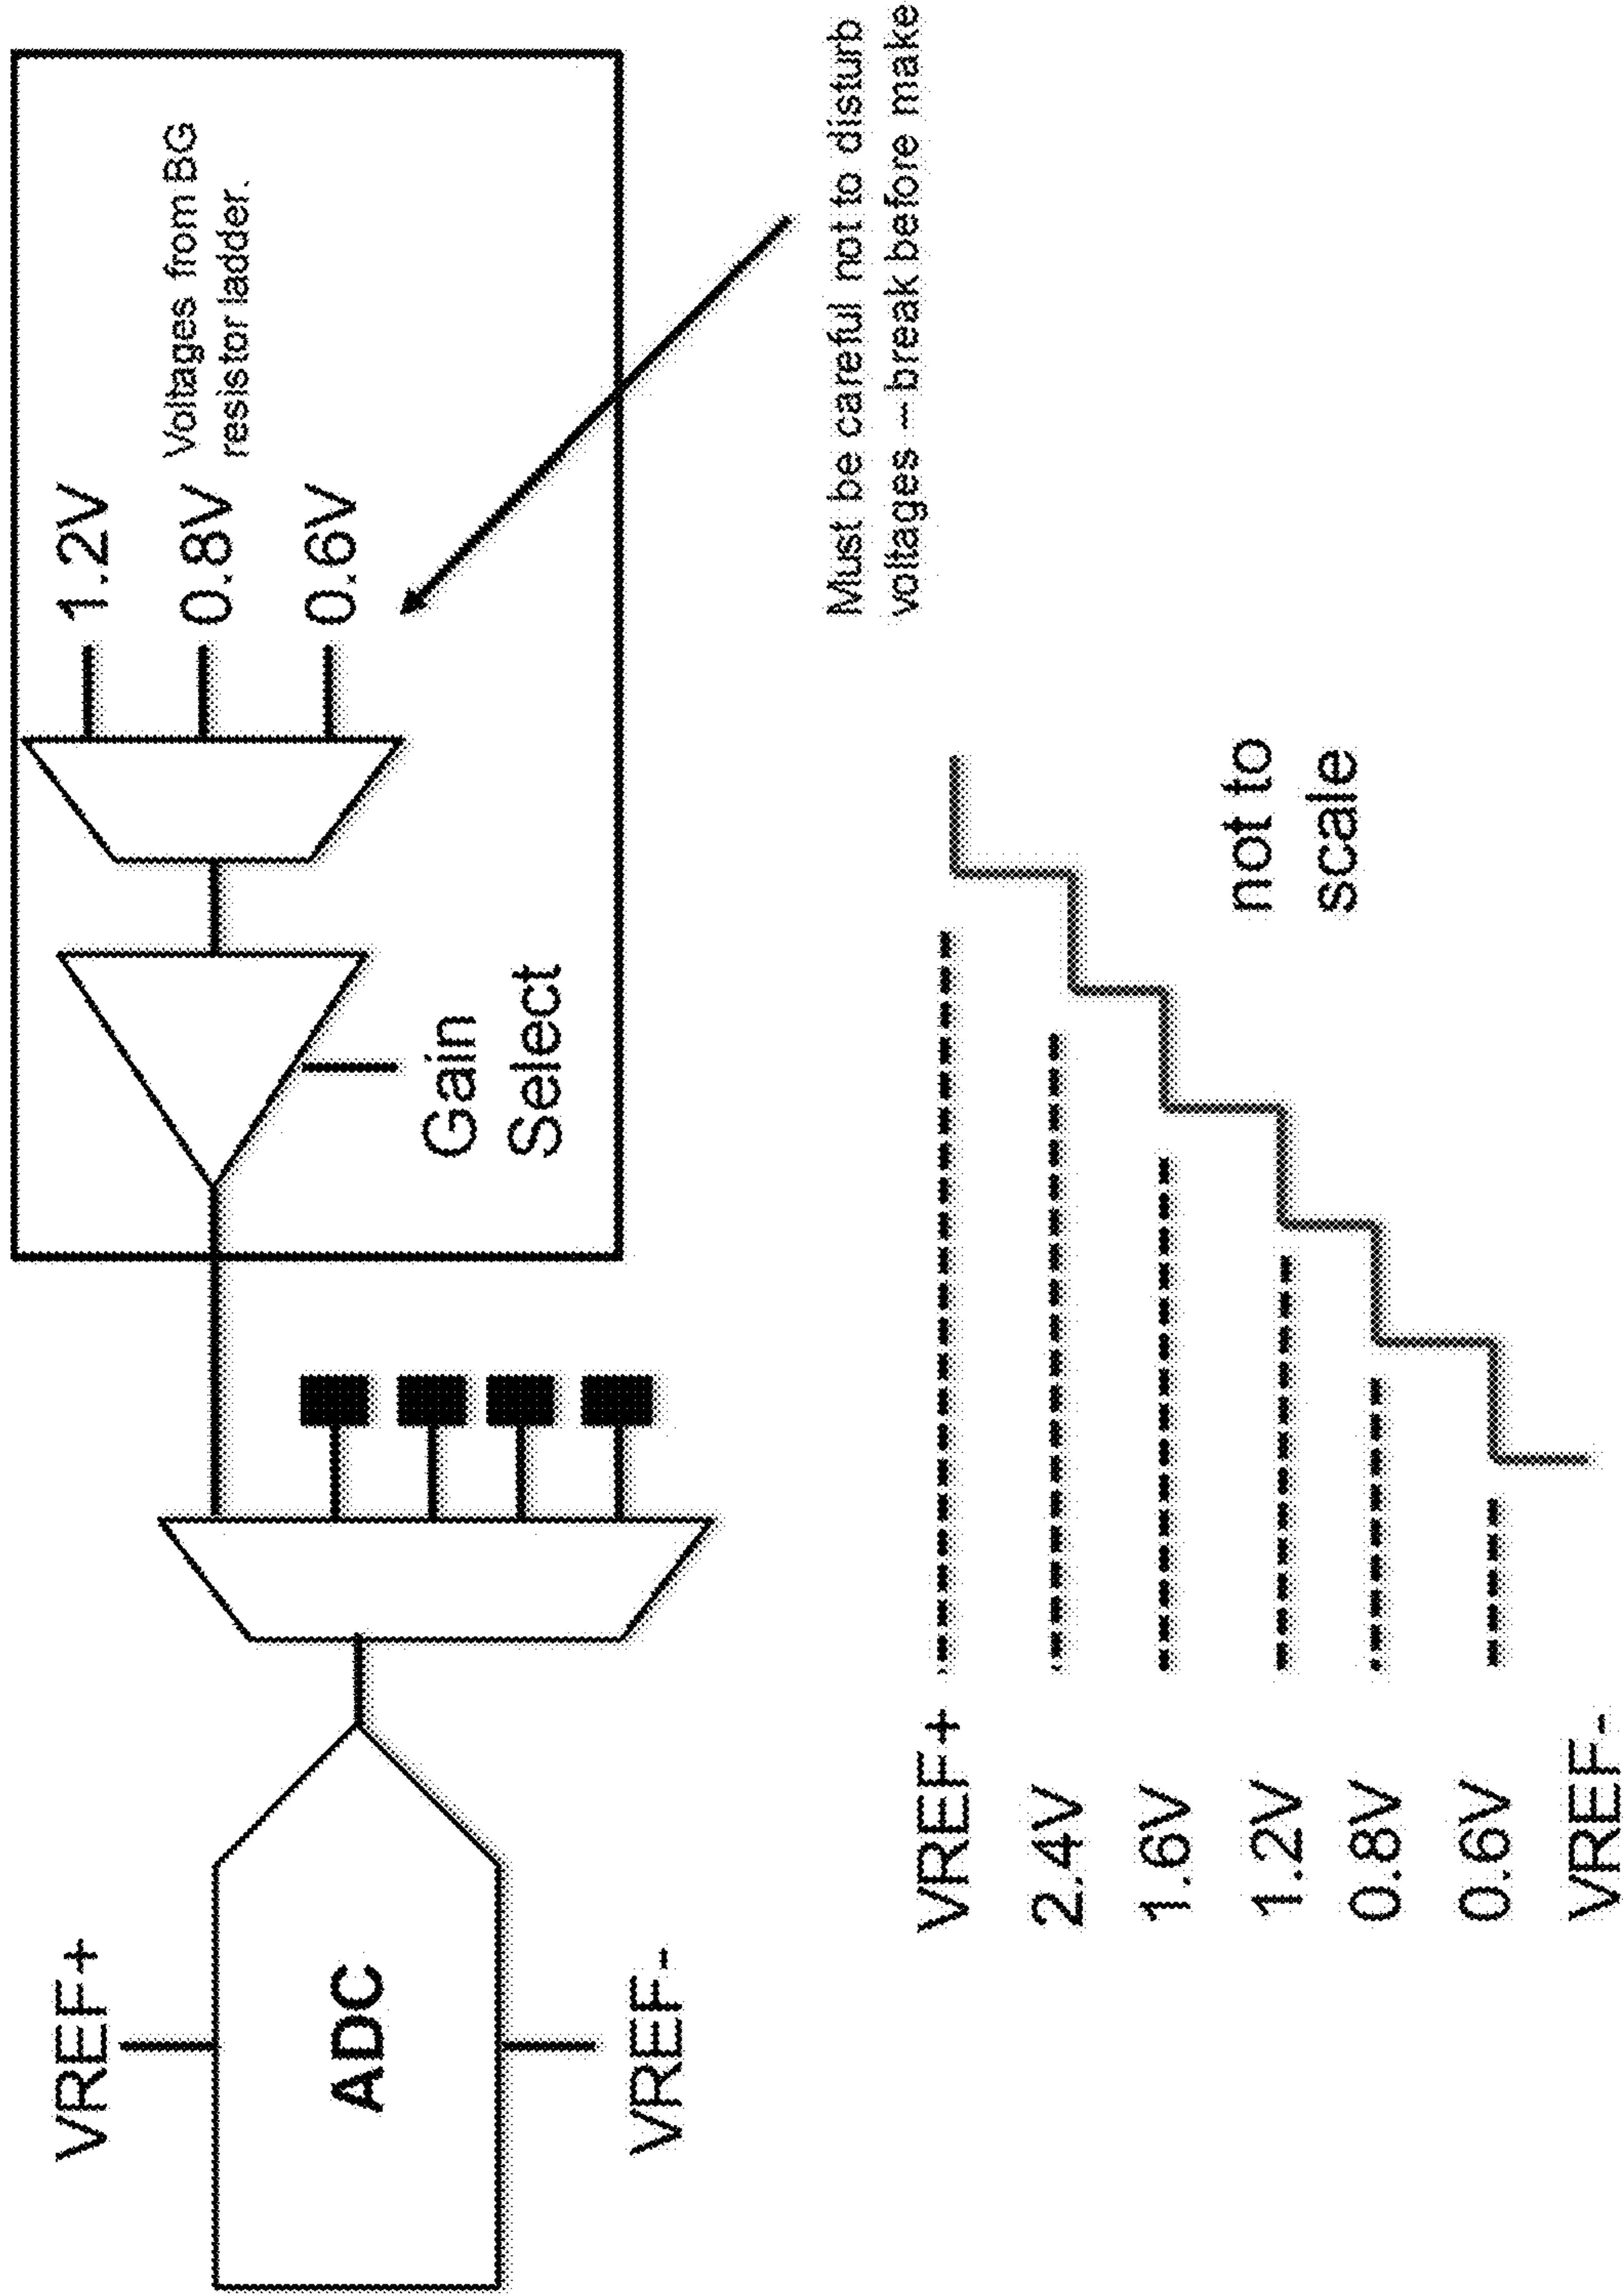 VREF+
ADC
VREF-
Gain
Select
1.2V
0.8V
0.6V
Voltages from BG
resistor ladder.
Must be careful not to disturb
voltages – break before make
VREF+
2.4V
1.6V
1.2V
0.8V
0.6V
VREF-
not to
scale